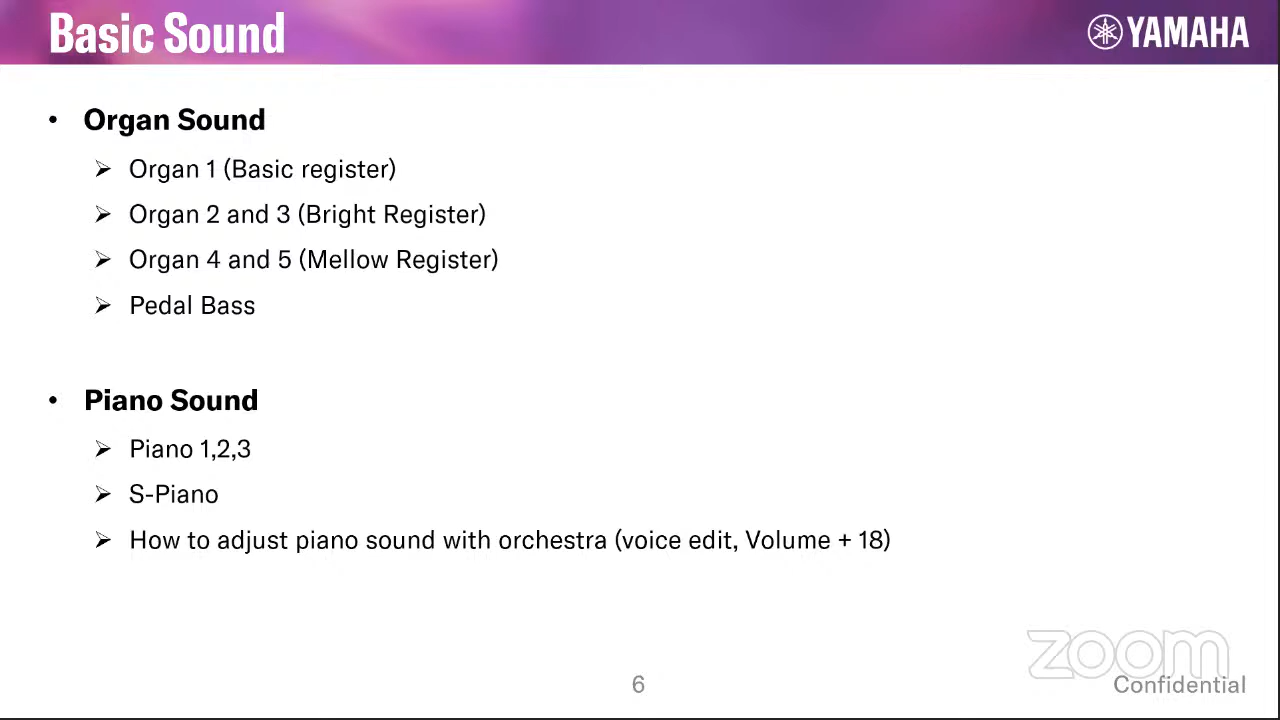 Basic Sound
YAMAHA
• Organ Sound
➢ Organ 1 (Basic register)
➢ Organ 2 and 3 (Bright Register)
➢ Organ 4 and 5 (Mellow Register)
➢ Pedal Bass
• Piano Sound
➢ Piano 1,2,3
➢ S-Piano
➢ How to adjust piano sound with orchestra (voice edit, Volume + 18)
zoom
6
Confidential